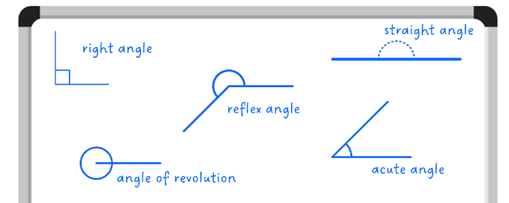 right angle
straight angle
reflex angle
angle of revolution
acute angle